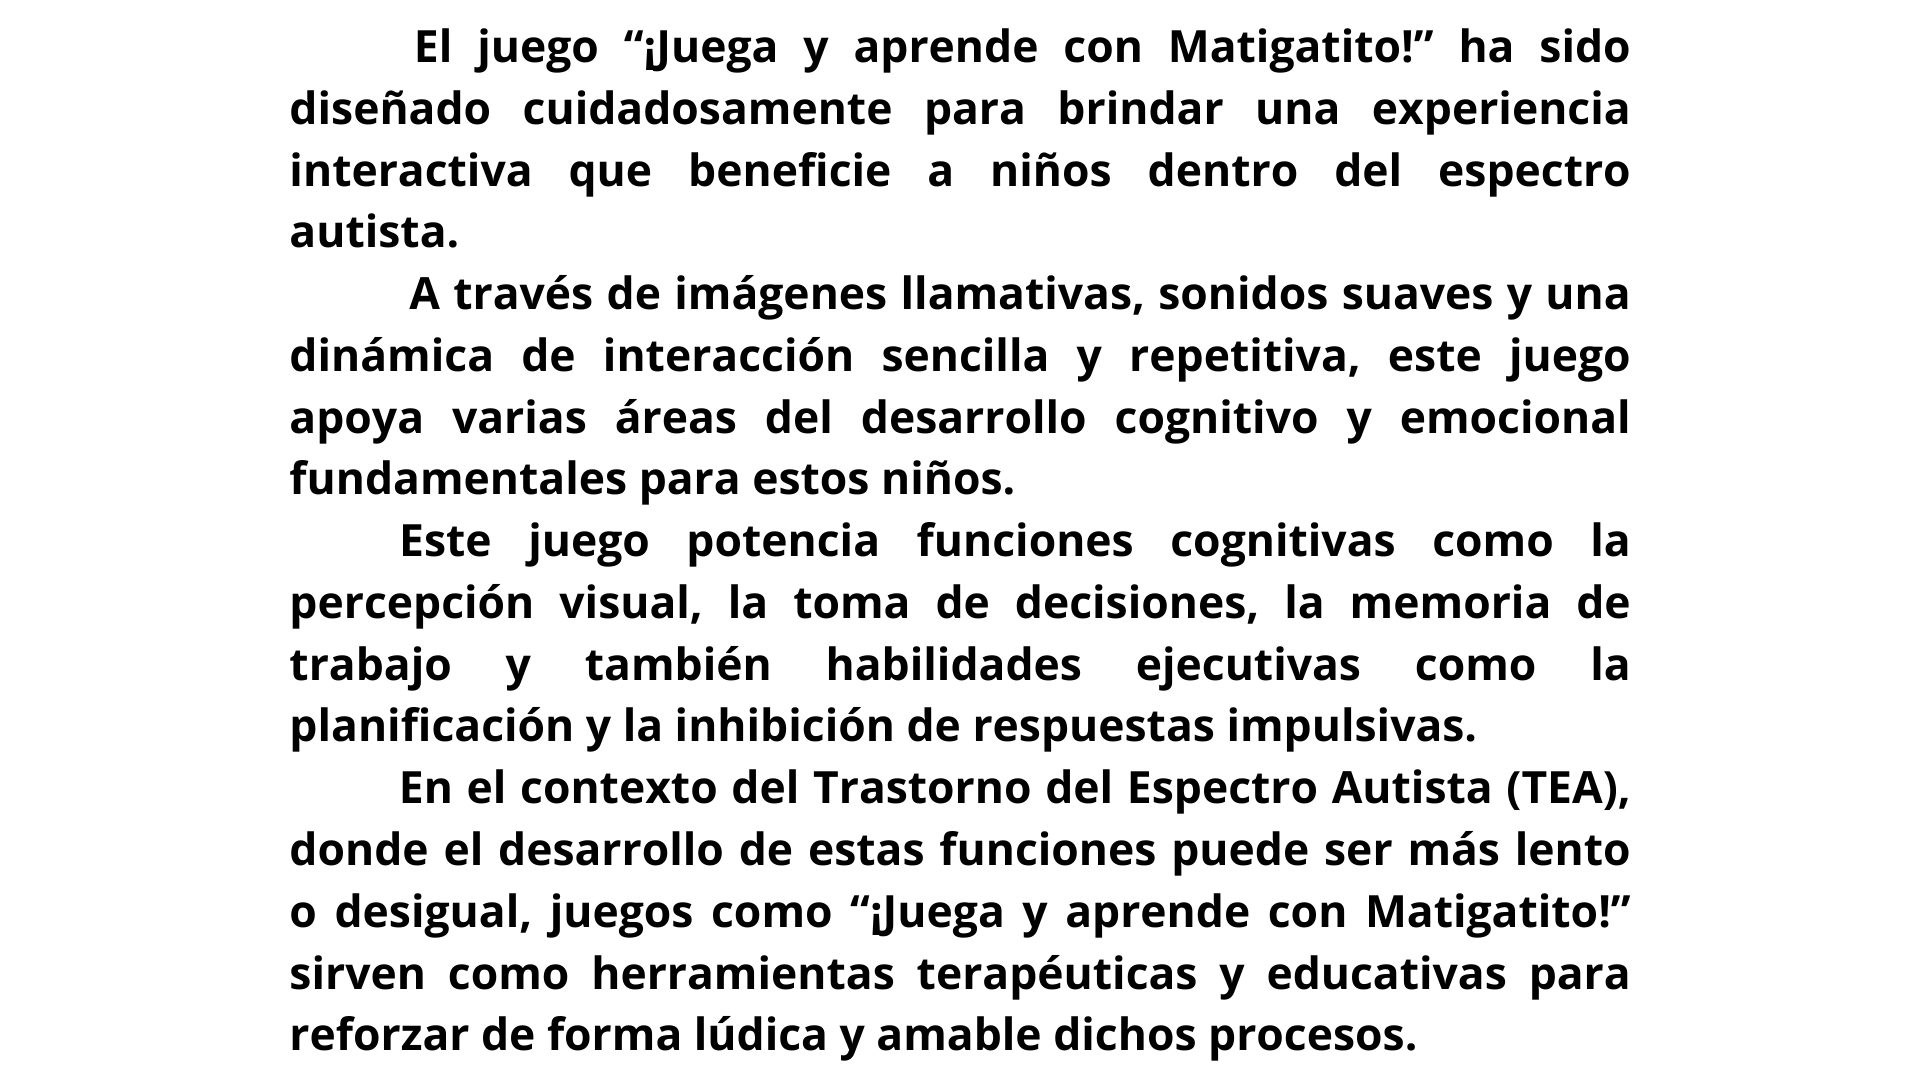 El juego “¡Juega y aprende con Matigatito!” ha sido
diseñado cuidadosamente para brindar una experiencia
interactiva que beneficie a niños dentro del espectro
autista.
A través de imágenes llamativas, sonidos suaves y una
dinámica de interacción sencilla y repetitiva, este juego
apoya varias áreas del desarrollo cognitivo y emocional
fundamentales para estos niños.
Este juego potencia funciones cognitivas como la
percepción visual, la toma de decisiones, la memoria de
trabajo y también habilidades ejecutivas como la
planificación y la inhibición de respuestas impulsivas.
En el contexto del Trastorno del Espectro Autista (TEA),
donde el desarrollo de estas funciones puede ser más lento
o desigual, juegos como “¡Juega y aprende con Matigatito!”
sirven como herramientas terapéuticas y educativas para
reforzar de forma lúdica y amable dichos procesos.